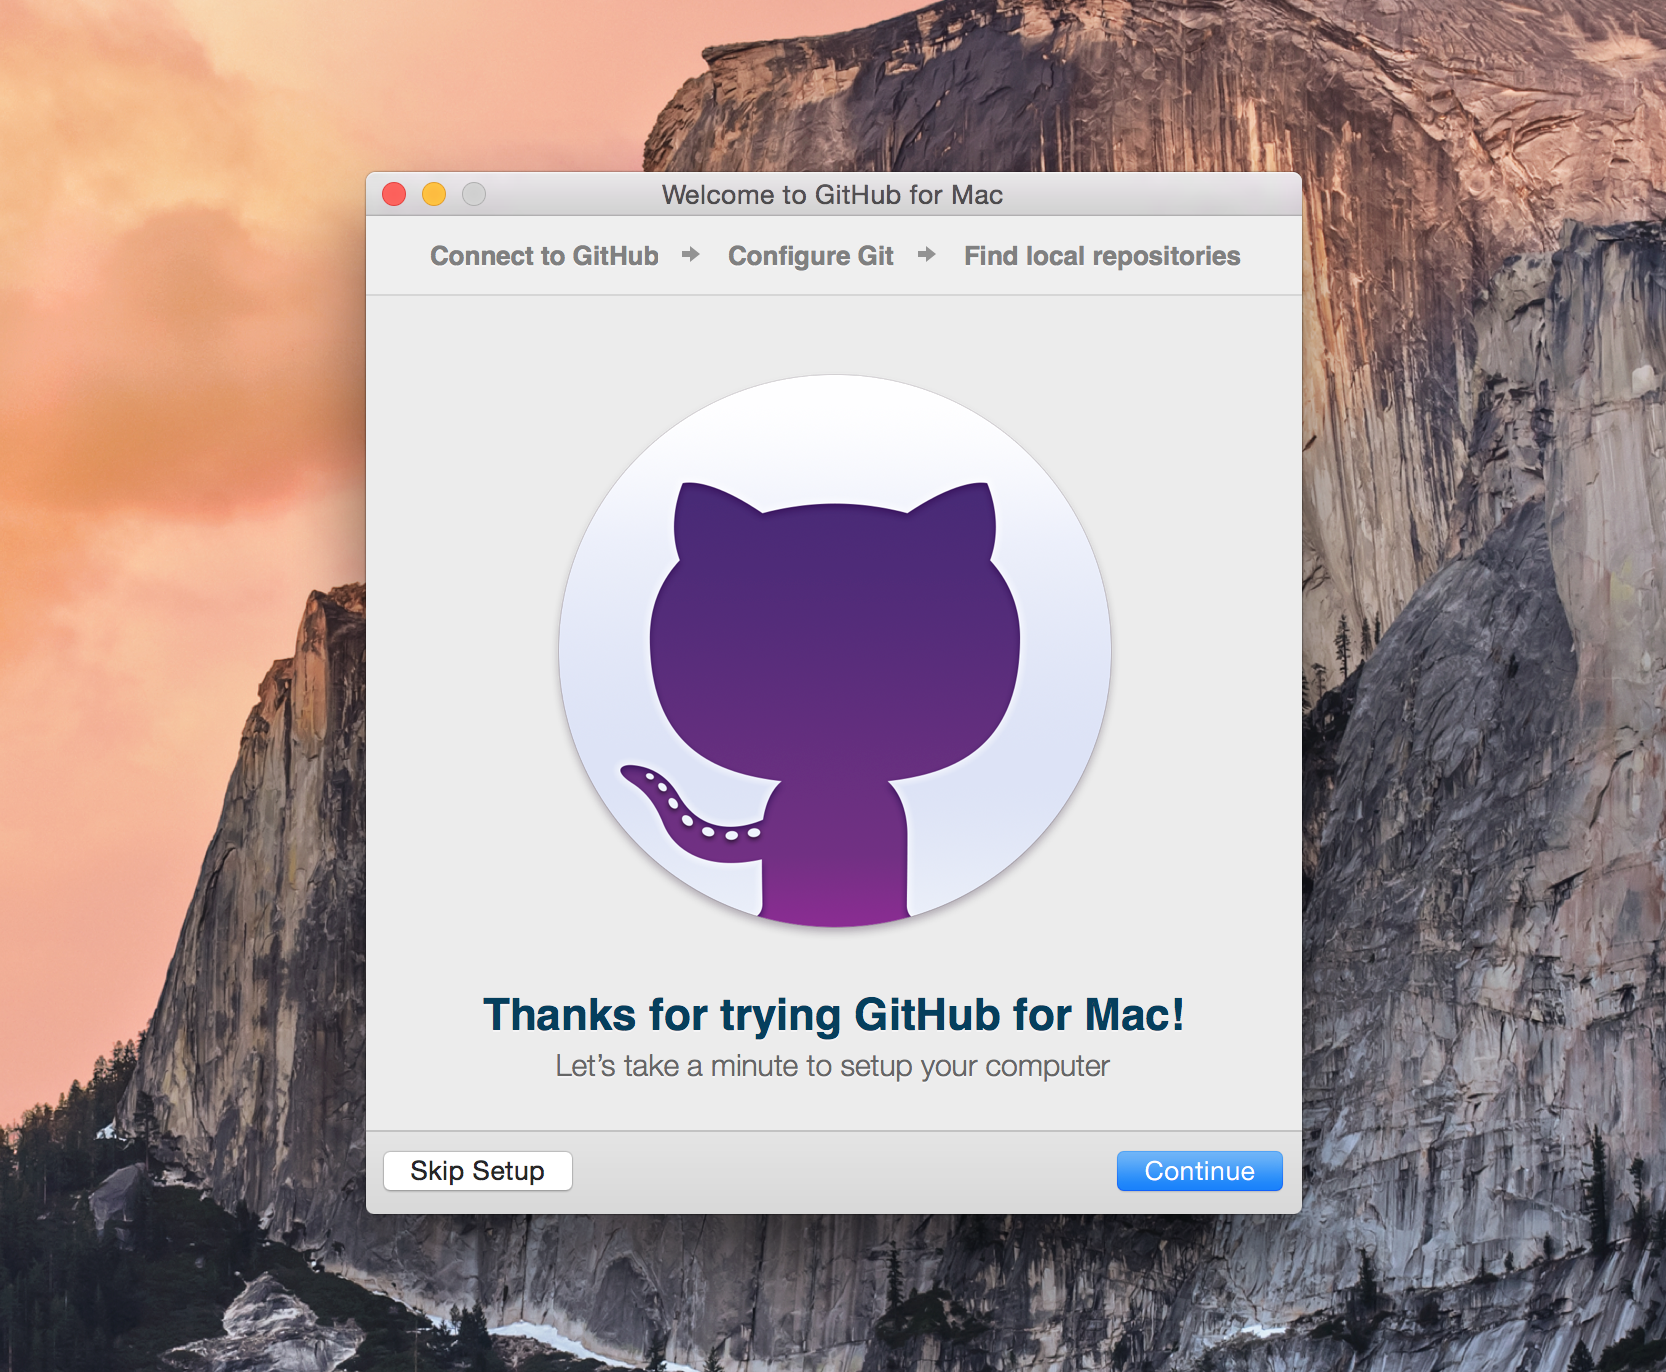 Welcome to GitHub for Mac
Connect to GitHub Configure Git Find local repositories
Thanks for trying GitHub for Mac!
Let’s take a minute to setup your computer
Skip Setup Continue